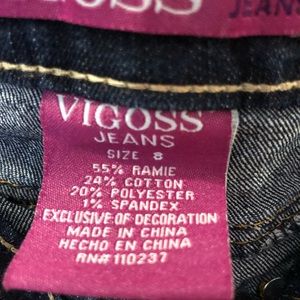 JEANS
VIGOSS
JEANS
SIZE 8
55% RAMIE
24% COTTON
20% POLYESTER
1% SPANDEX
EXCLUSIVE OF DECORATION
MADE IN CHINA
HECHO EN CHINA
RN#110237